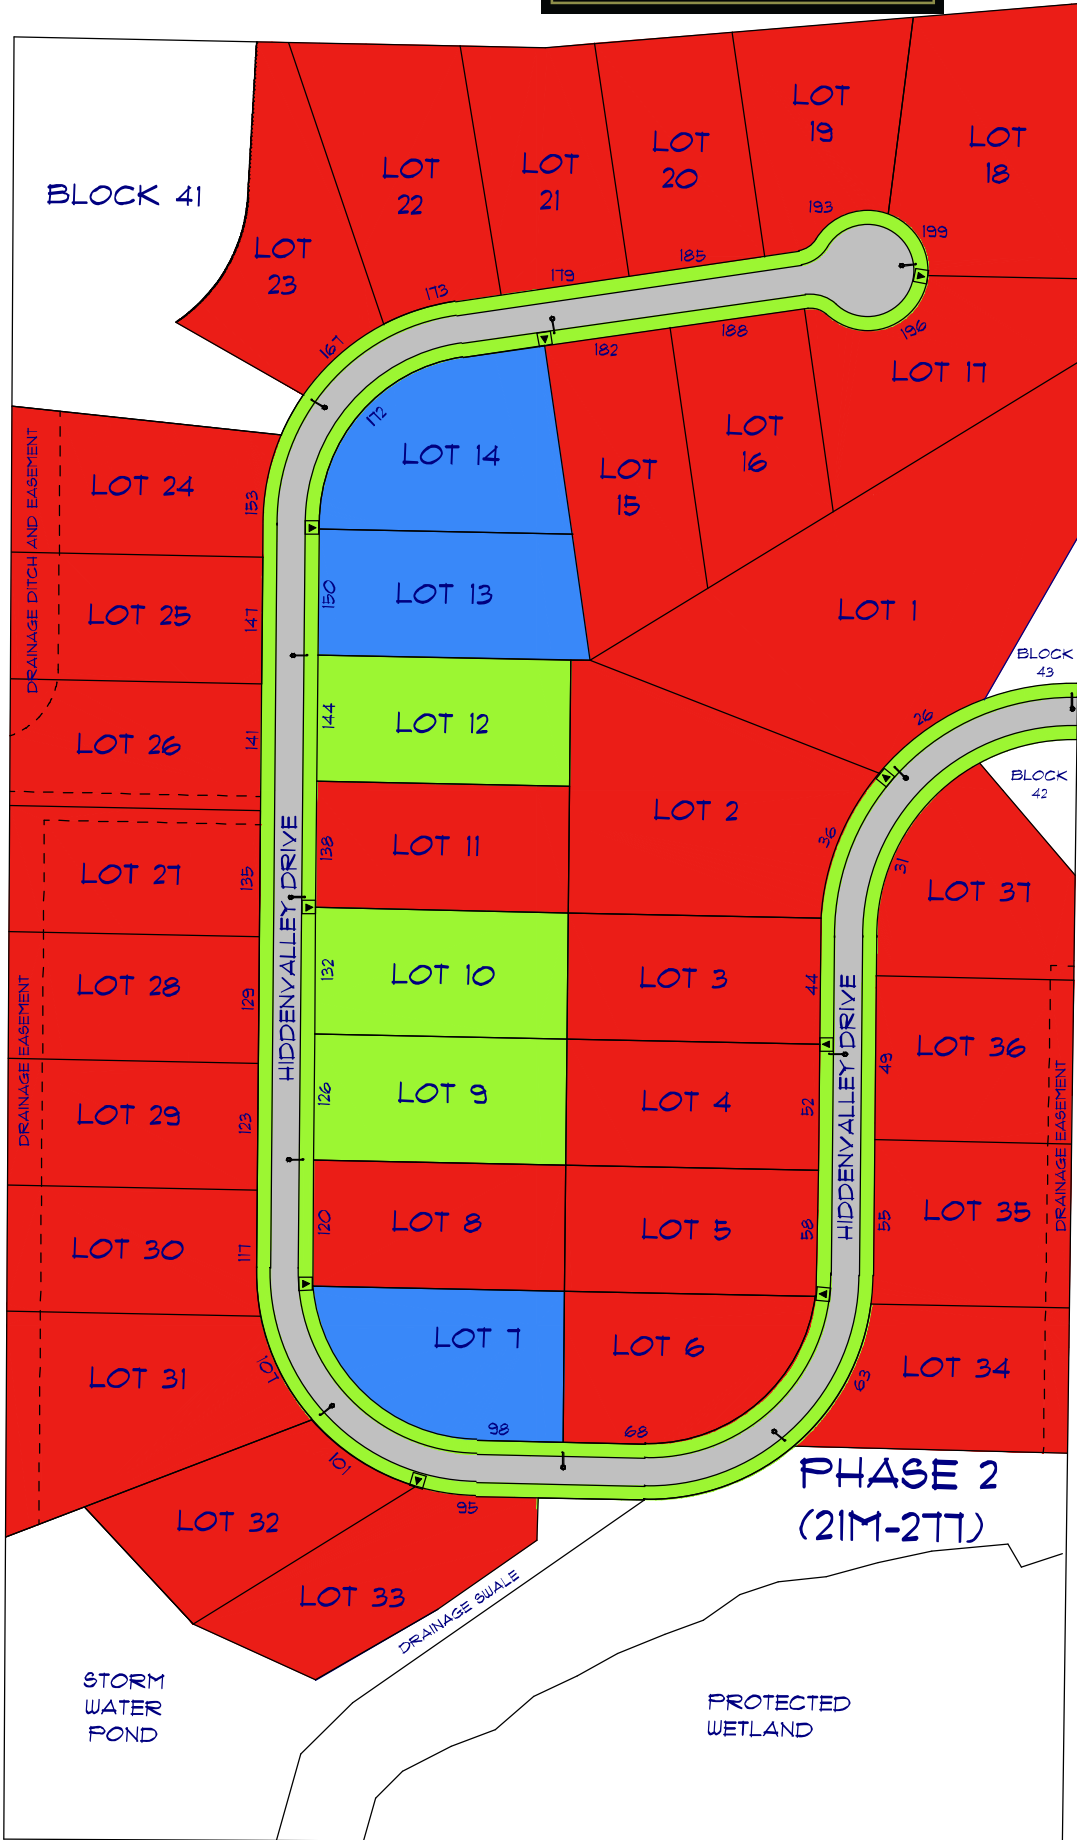 LOT
19
LOT
18
LOT
20
LOT
21
LOT
22
BLOCK 41
LOT
23
193
199
185
179
173
167
196
188
182
172
LOT 17
LOT
16
LOT
15
LOT 14
LOT 24
153
DRAINAGE DITCH AND EASEMENT
LOT 13
150
LOT 25
147
LOT 1
BLOCK
43
LOT 12
144
LOT 26
141
26
BLOCK
42
LOT 2
36
31
LOT 11
138
LOT 27
135
HIDDENVALLEY DRIVE
LOT 37
LOT 10
132
LOT 3
44
LOT 28
129
DRAINAGE EASEMENT
HIDDENVALLEY DRIVE
LOT 36
49
LOT 9
126
LOT 4
52
LOT 29
123
DRAINAGE EASEMENT
LOT 8
120
LOT 5
58
LOT 35
55
LOT 30
117
LOT 7
98
LOT 6
68
LOT 34
63
LOT 31
107
101
95
PHASE 2
(21M-277)
LOT 32
LOT 33
DRAINAGE SWALE
STORM
WATER
POND
PROTECTED
WETLAND